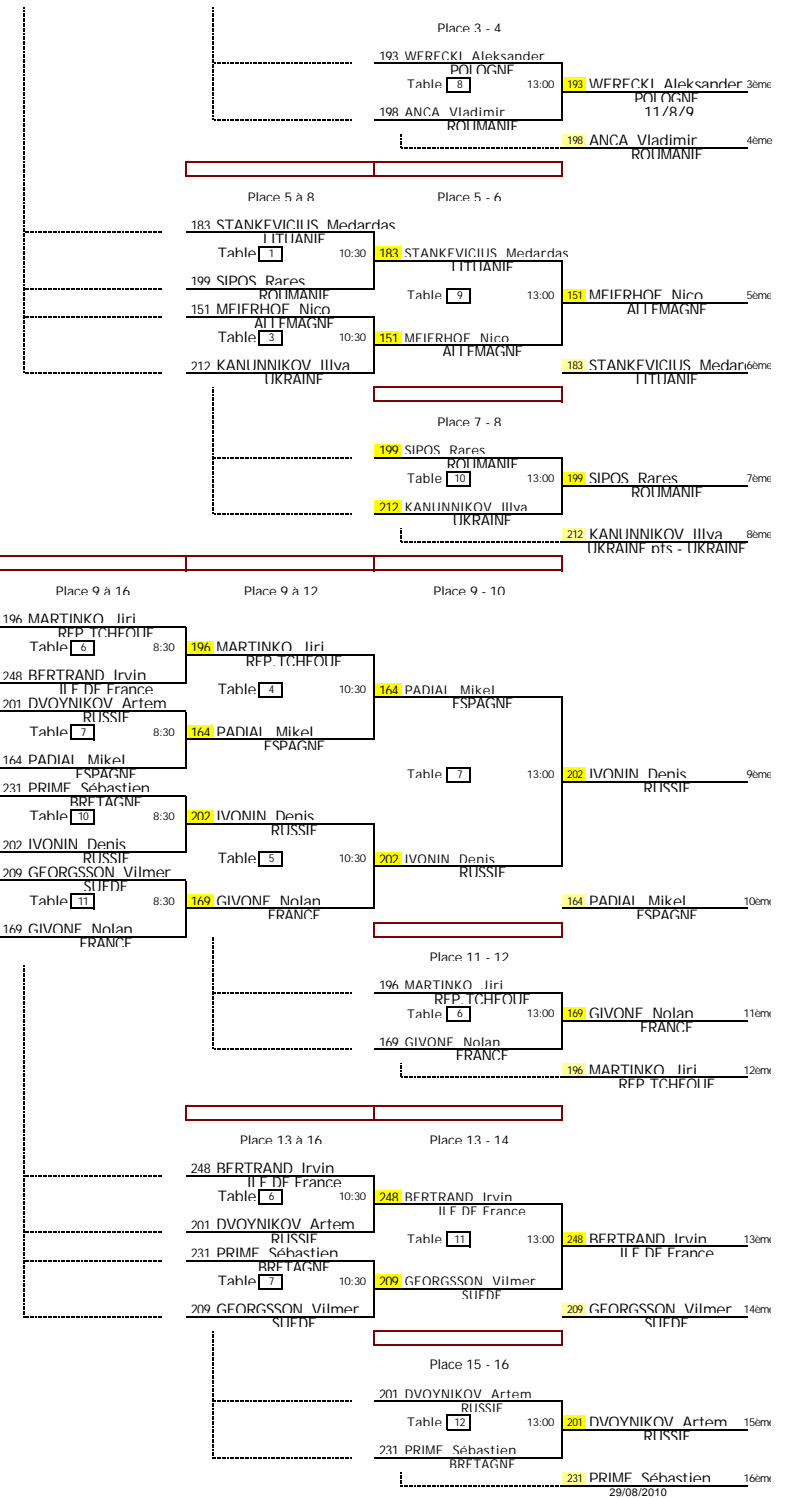 Place 3 - 4
193 WERECKI Aleksander
POLOGNE
Table 8 13:00 193 WERECKI Aleksander 3ème
POLOGNE
198 ANCA Vladimir 11/8/9
ROUMANIE
198 ANCA Vladimir 4ème
ROUMANIE
Place 5 à 8 Place 5 - 6
183 STANKEVICIUS Medardas
LITUANIE
Table 1 10:30 183 STANKEVICIUS Medardas
LITUANIE
199 SIPOS Rares
ROUMANIE Table 9 13:00 151 MEIERHOF Nico 5ème
151 MEIERHOF Nico ALLEMAGNE
ALLEMAGNE
Table 3 10:30 151 MEIERHOF Nico
ALLEMAGNE
212 KANUNNIKOV Illya 183 STANKEVICIUS Medar 6ème
UKRAINE LITUANIE
Place 7 - 8
199 SIPOS Rares
ROUMANIE
Table 10 13:00 199 SIPOS Rares 7ème
ROUMANIE
212 KANUNNIKOV Illya
UKRAINE
212 KANUNNIKOV Illya 8ème
UKRAINE pts - UKRAINE
Place 9 à 16 Place 9 à 12 Place 9 - 10
196 MARTINKO Jiri
REP.TCHEQUE
Table 6 8:30 196 MARTINKO Jiri
REP.TCHEQUE
248 BERTRAND Irvin
ILE DE France Table 4 10:30 164 PADIAL Mikel
201 DVOYNIKOV Artem ESPAGNE
RUSSIE
Table 7 8:30 164 PADIAL Mikel
ESPAGNE
164 PADIAL Mikel
ESPAGNE Table 7 13:00 202 IVONIN Denis 9ème
231 PRIME Sébastien RUSSIE
BRETAGNE
Table 10 8:30 202 IVONIN Denis
RUSSIE
202 IVONIN Denis
RUSSIE Table 5 10:30 202 IVONIN Denis
209 GEORGSSON Vilmer RUSSIE
SUEDE
Table 11 8:30 169 GIVONE Nolan 164 PADIAL Mikel 10ème
FRANCE ESPAGNE
169 GIVONE Nolan
FRANCE
Place 11 - 12
196 MARTINKO Jiri
REP.TCHEQUE
Table 6 13:00 169 GIVONE Nolan 11ème
FRANCE
169 GIVONE Nolan
FRANCE
196 MARTINKO Jiri 12ème
REP.TCHEQUE
Place 13 à 16 Place 13 - 14
248 BERTRAND Irvin
ILE DE France
Table 6 10:30 248 BERTRAND Irvin
ILE DE France
201 DVOYNIKOV Artem
RUSSIE Table 11 13:00 248 BERTRAND Irvin 13ème
231 PRIME Sébastien ILE DE France
BRETAGNE
Table 7 10:30 209 GEORGSSON Vilmer
SUEDE
209 GEORGSSON Vilmer 209 GEORGSSON Vilmer 14ème
SUEDE SUEDE
Place 15 - 16
201 DVOYNIKOV Artem
RUSSIE
Table 12 13:00 201 DVOYNIKOV Artem 15ème
RUSSIE
231 PRIME Sébastien
BRETAGNE
231 PRIME Sébastien 16ème
29/08/2010